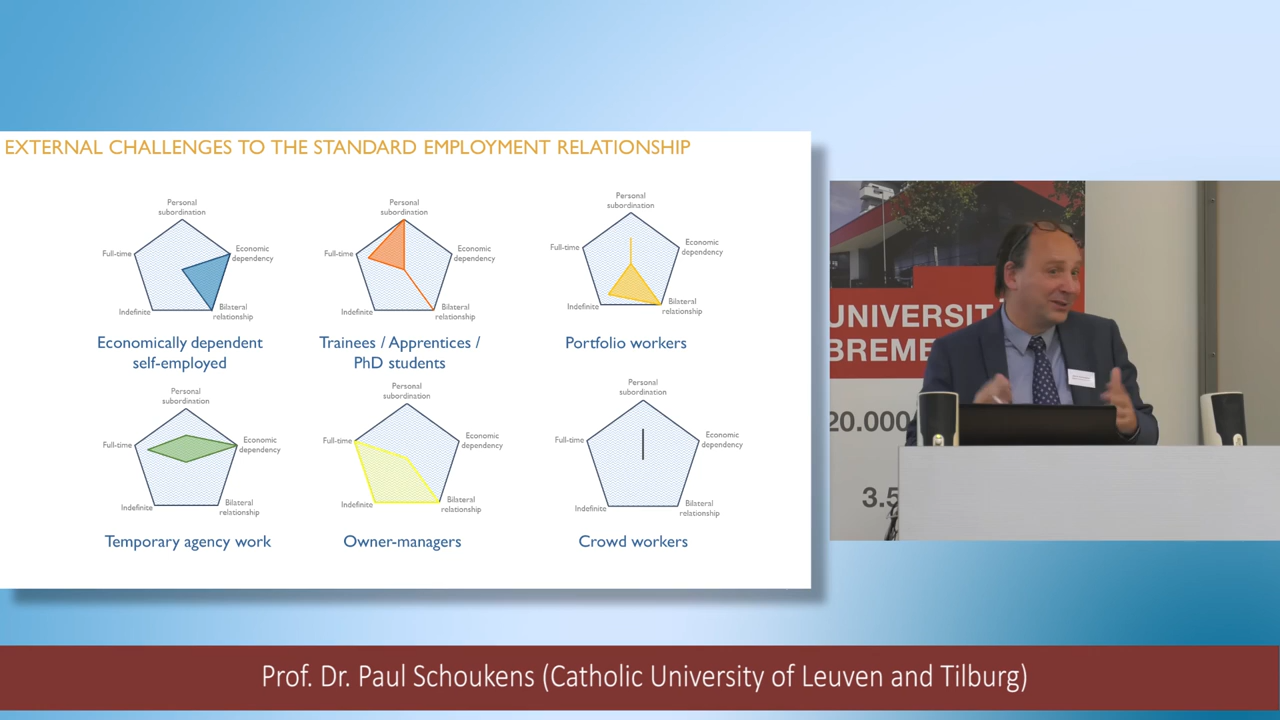 EXTERNAL CHALLENGES TO THE STANDARD EMPLOYMENT RELATIONSHIP
Personal
subordination
Full-time
Economic
dependency
Indefinite
Bilateral
relationship
Economically dependent
self-employed
Personal
subordination
Full-time
Economic
dependency
Indefinite
Bilateral
relationship
Trainees / Apprentices /
PhD students
Personal
subordination
Full-time
Economic
dependency
Indefinite
Bilateral
relationship
Portfolio workers
Personal
subordination
Full-time
Economic
dependency
Indefinite
Bilateral
relationship
Temporary agency work
Personal
subordination
Full-time
Economic
dependency
Indefinite
Bilateral
relationship
Owner-managers
Personal
subordination
Full-time
Economic
dependency
Indefinite
Bilateral
relationship
Crowd workers
UNIVERSIT
BREME
20.000
3.5
Prof. Dr. Paul Schoukens (Catholic University of Leuven and Tilburg)